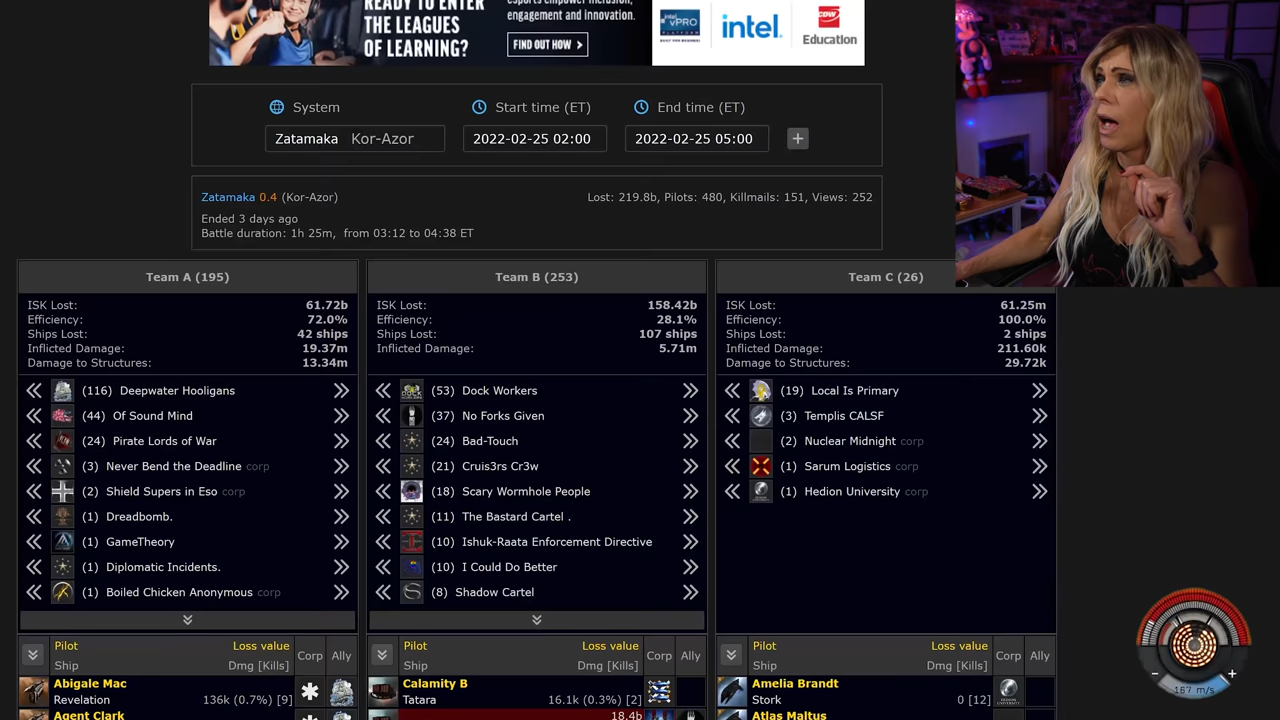 READY TO ENTER
THE LEAGUES
OF LEARNING?
esports empower inclusion,
engagement and innovation.
FIND OUT HOW >
intel vPRO PLATFORM
intel.
CDW
Education
System
Start time (ET)
End time (ET)
Zatamaka Kor-Azor
2022-02-25 02:00
2022-02-25 05:00
+
Zatamaka 0.4 (Kor-Azor)
Lost: 219.8b, Pilots: 480, Killmails: 151, Views: 252
Ended 3 days ago
Battle duration: 1h 25m, from 03:12 to 04:38 ET
Team A (195)
ISK Lost: 61.72b
Efficiency: 72.0%
Ships Lost: 42 ships
Inflicted Damage: 19.37m
Damage to Structures: 13.34m
(116) Deepwater Hooligans
(44) Of Sound Mind
(24) Pirate Lords of War
(3) Never Bend the Deadline corp
(2) Shield Supers in Eso corp
(1) Dreadbomb.
(1) GameTheory
(1) Diplomatic Incidents.
(1) Boiled Chicken Anonymous corp
Pilot Loss value
Ship Dmg [Kills] Corp Ally
Abigale Mac
Revelation 136k (0.7%) [9]
Agent Clark
Team B (253)
ISK Lost: 158.42b
Efficiency: 28.1%
Ships Lost: 107 ships
Inflicted Damage: 5.71m
(53) Dock Workers
(37) No Forks Given
(24) Bad-Touch
(21) Cruis3rs Cr3w
(18) Scary Wormhole People
(11) The Bastard Cartel .
(10) Ishuk-Raata Enforcement Directive
(10) I Could Do Better
(8) Shadow Cartel
Pilot Loss value
Ship Dmg [Kills] Corp Ally
Calamity B
Tatara 16.1k (0.3%) [2]
18.4b
Team C (26)
ISK Lost: 61.25m
Efficiency: 100.0%
Ships Lost: 2 ships
Inflicted Damage: 211.60k
Damage to Structures: 29.72k
(19) Local Is Primary
(3) Templis CALSF
(2) Nuclear Midnight corp
(1) Sarum Logistics corp
(1) Hedion University corp
Pilot Loss value
Ship Dmg [Kills] Corp Ally
Amelia Brandt
Stork 0 [12]
Atlas Maltus
167 m/s